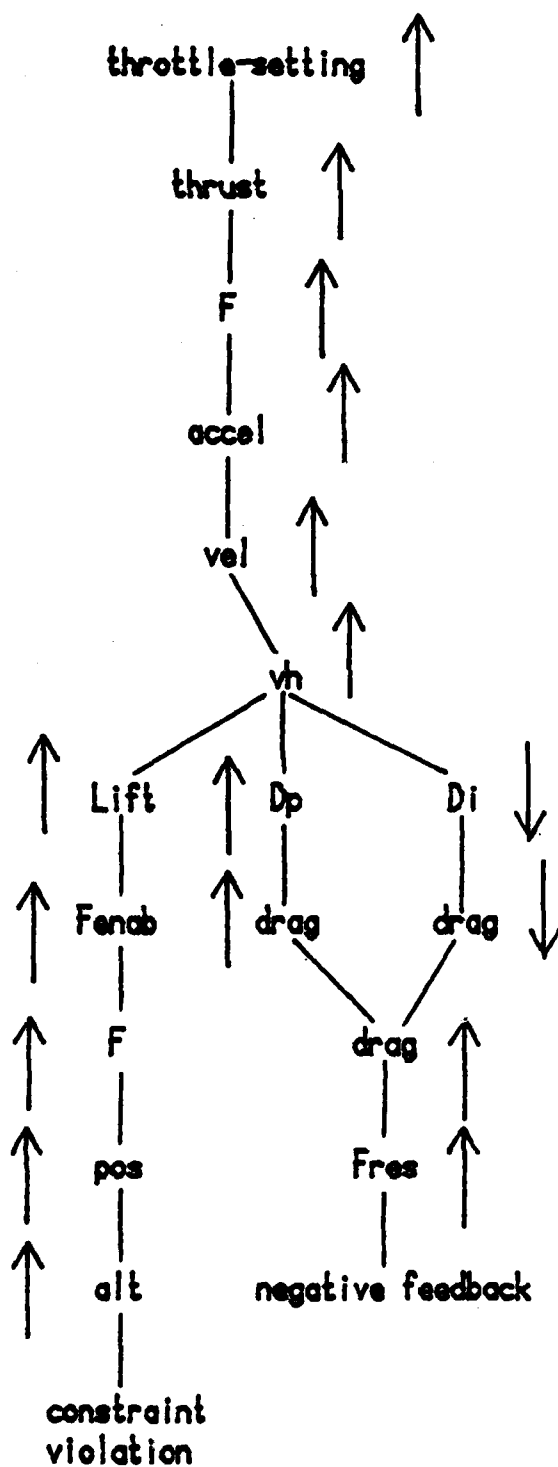 throttle-setting
thrust
F
accel
vel
vh
Lift Dp Di
Fenab drag drag
F drag
pos Fres
alt negative feedback
constraint
violation